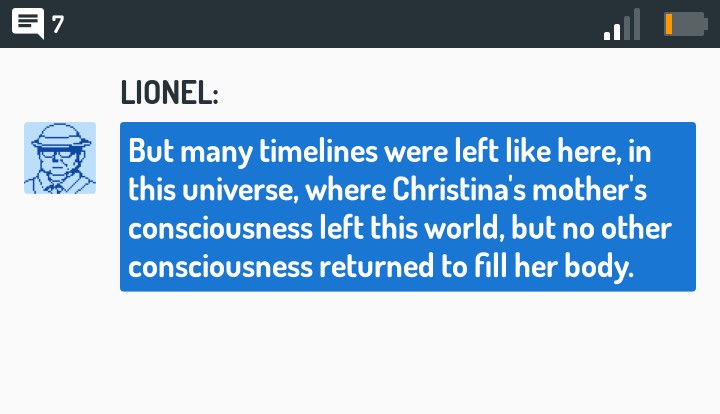 7
LIONEL:
But many timelines were left like here, in
this universe, where Christina's mother's
consciousness left this world, but no other
consciousness returned to fill her body.